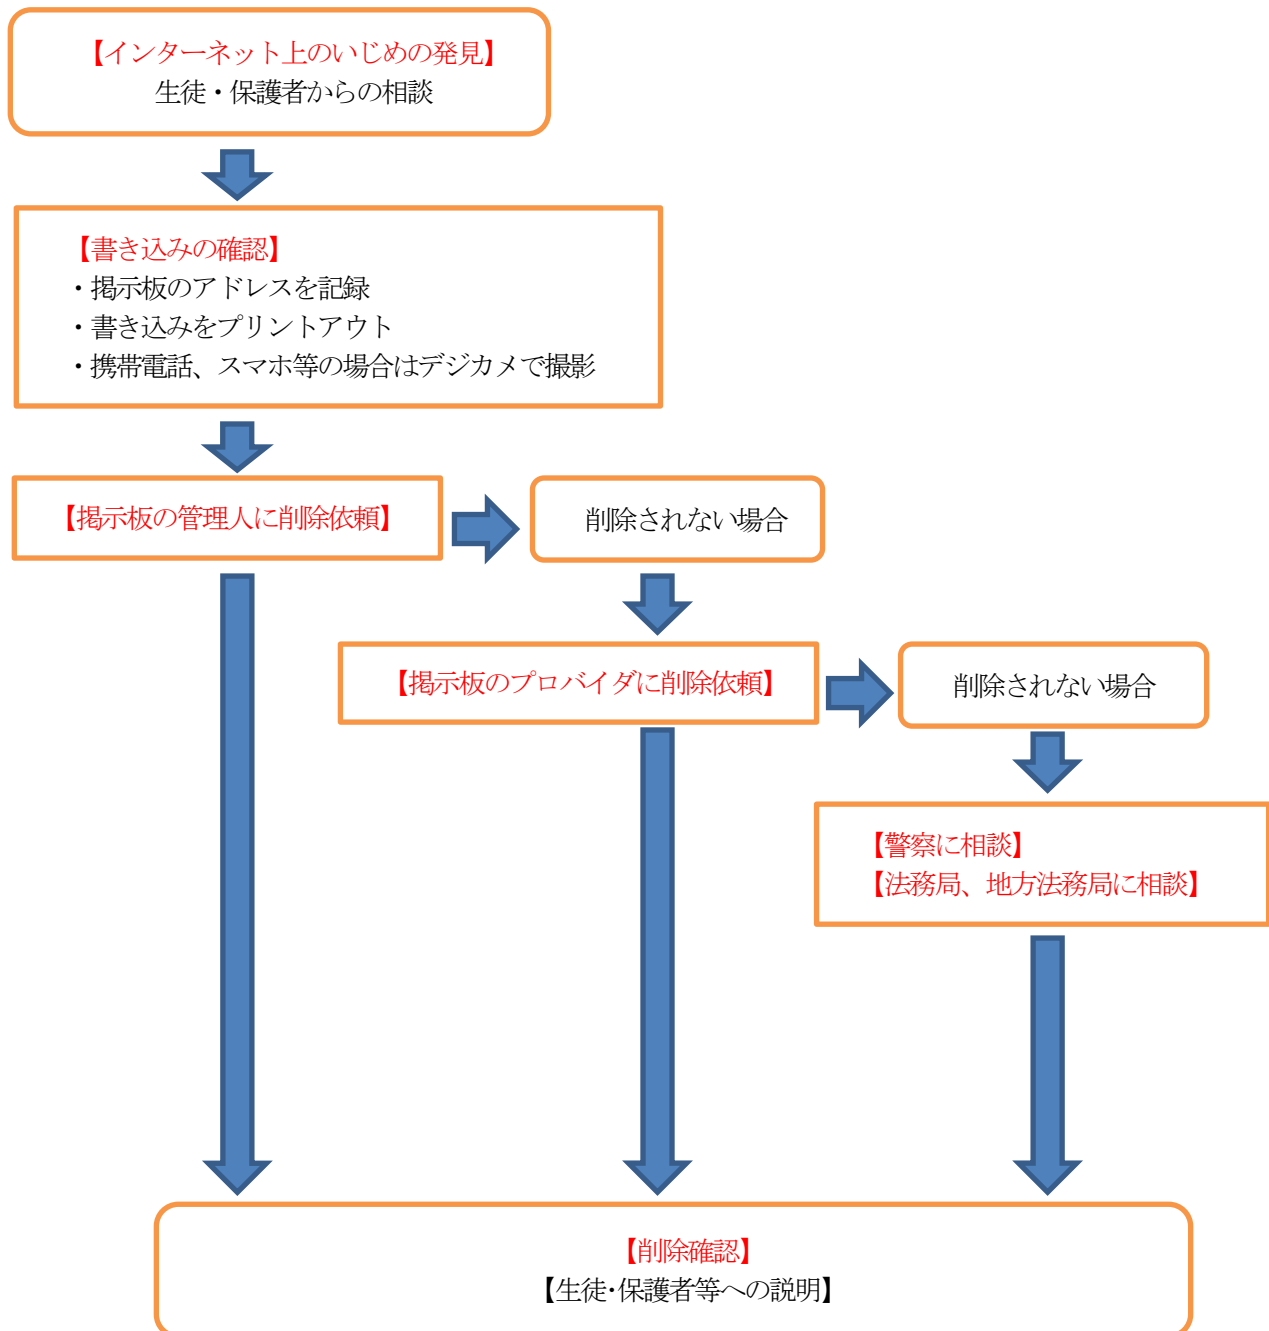 【インターネット上のいじめの発見】
生徒・保護者からの相談
【書き込みの確認】
・掲示板のアドレスを記録
・書き込みをプリントアウト
・携帯電話、スマホ等の場合はデジカメで撮影
【掲示板の管理人に削除依頼】
削除されない場合
【掲示板のプロバイダに削除依頼】
削除されない場合
【警察に相談】
【法務局、地方法務局に相談】
【削除確認】
【生徒・保護者等への説明】